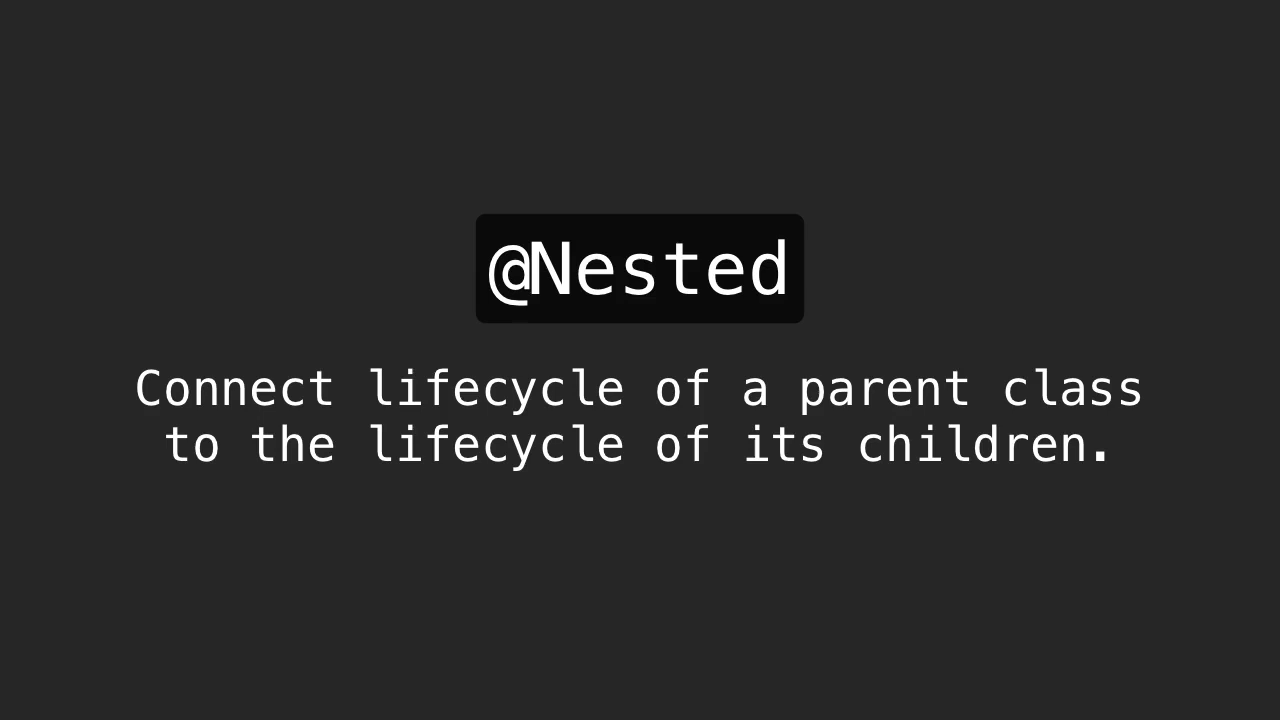 @Nested
Connect lifecycle of a parent class
to the lifecycle of its children.